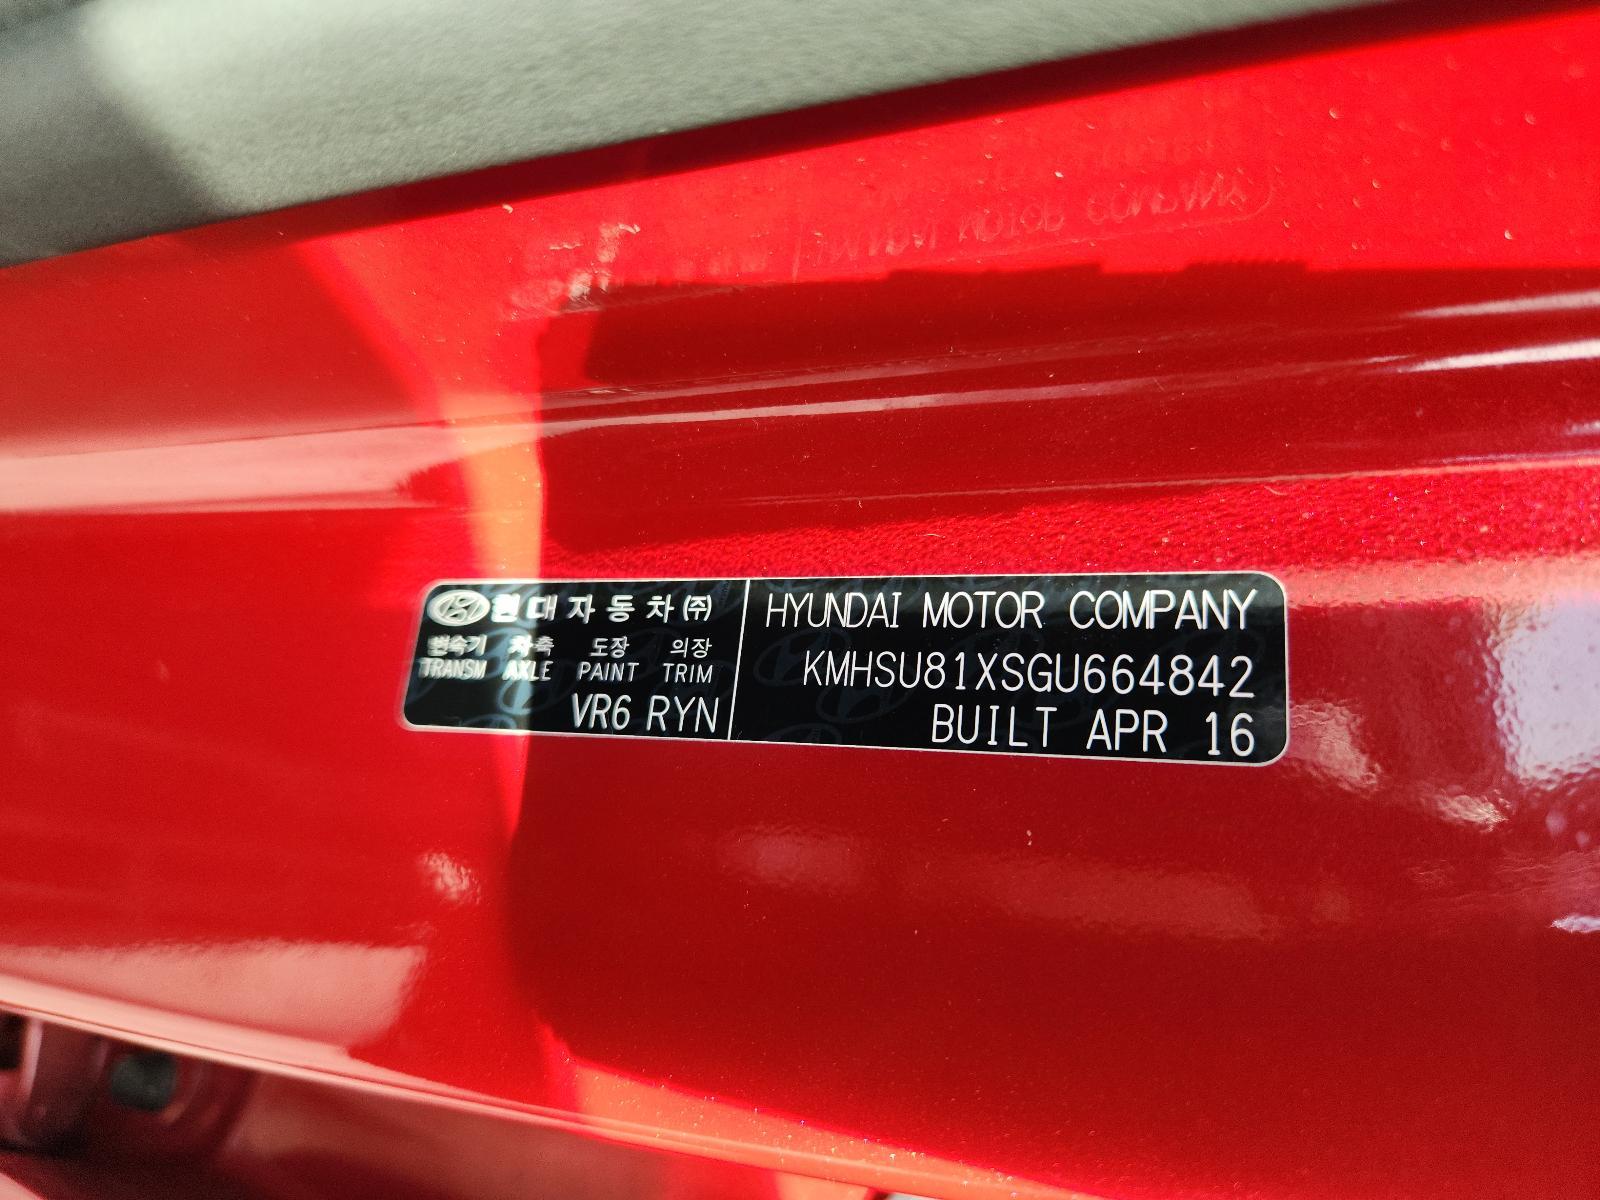 현대자동차(주)
변속기 차축 도장 의장
TRANSM AXLE PAINT TRIM
VR6 RYN
HYUNDAI MOTOR COMPANY
KMHSU81XSGU664842
BUILT APR 16